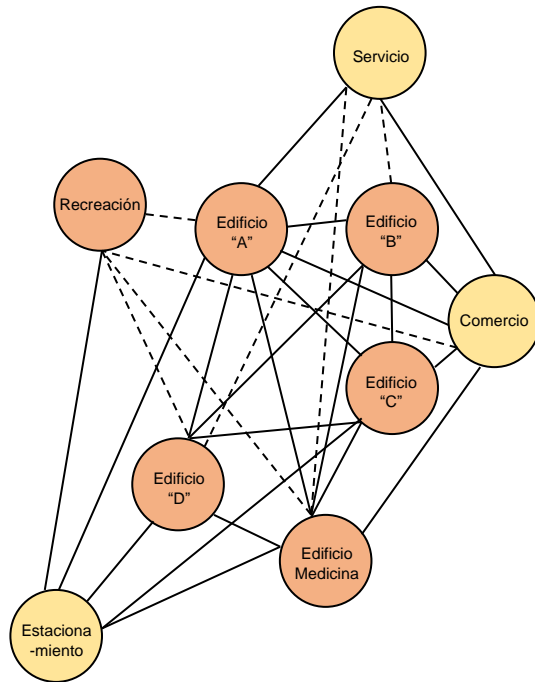 Servicio
Recreación
Edificio
“A”
Edificio
“B”
Comercio
Edificio
“C”
Edificio
“D”
Edificio
Medicina
Estaciona
-miento